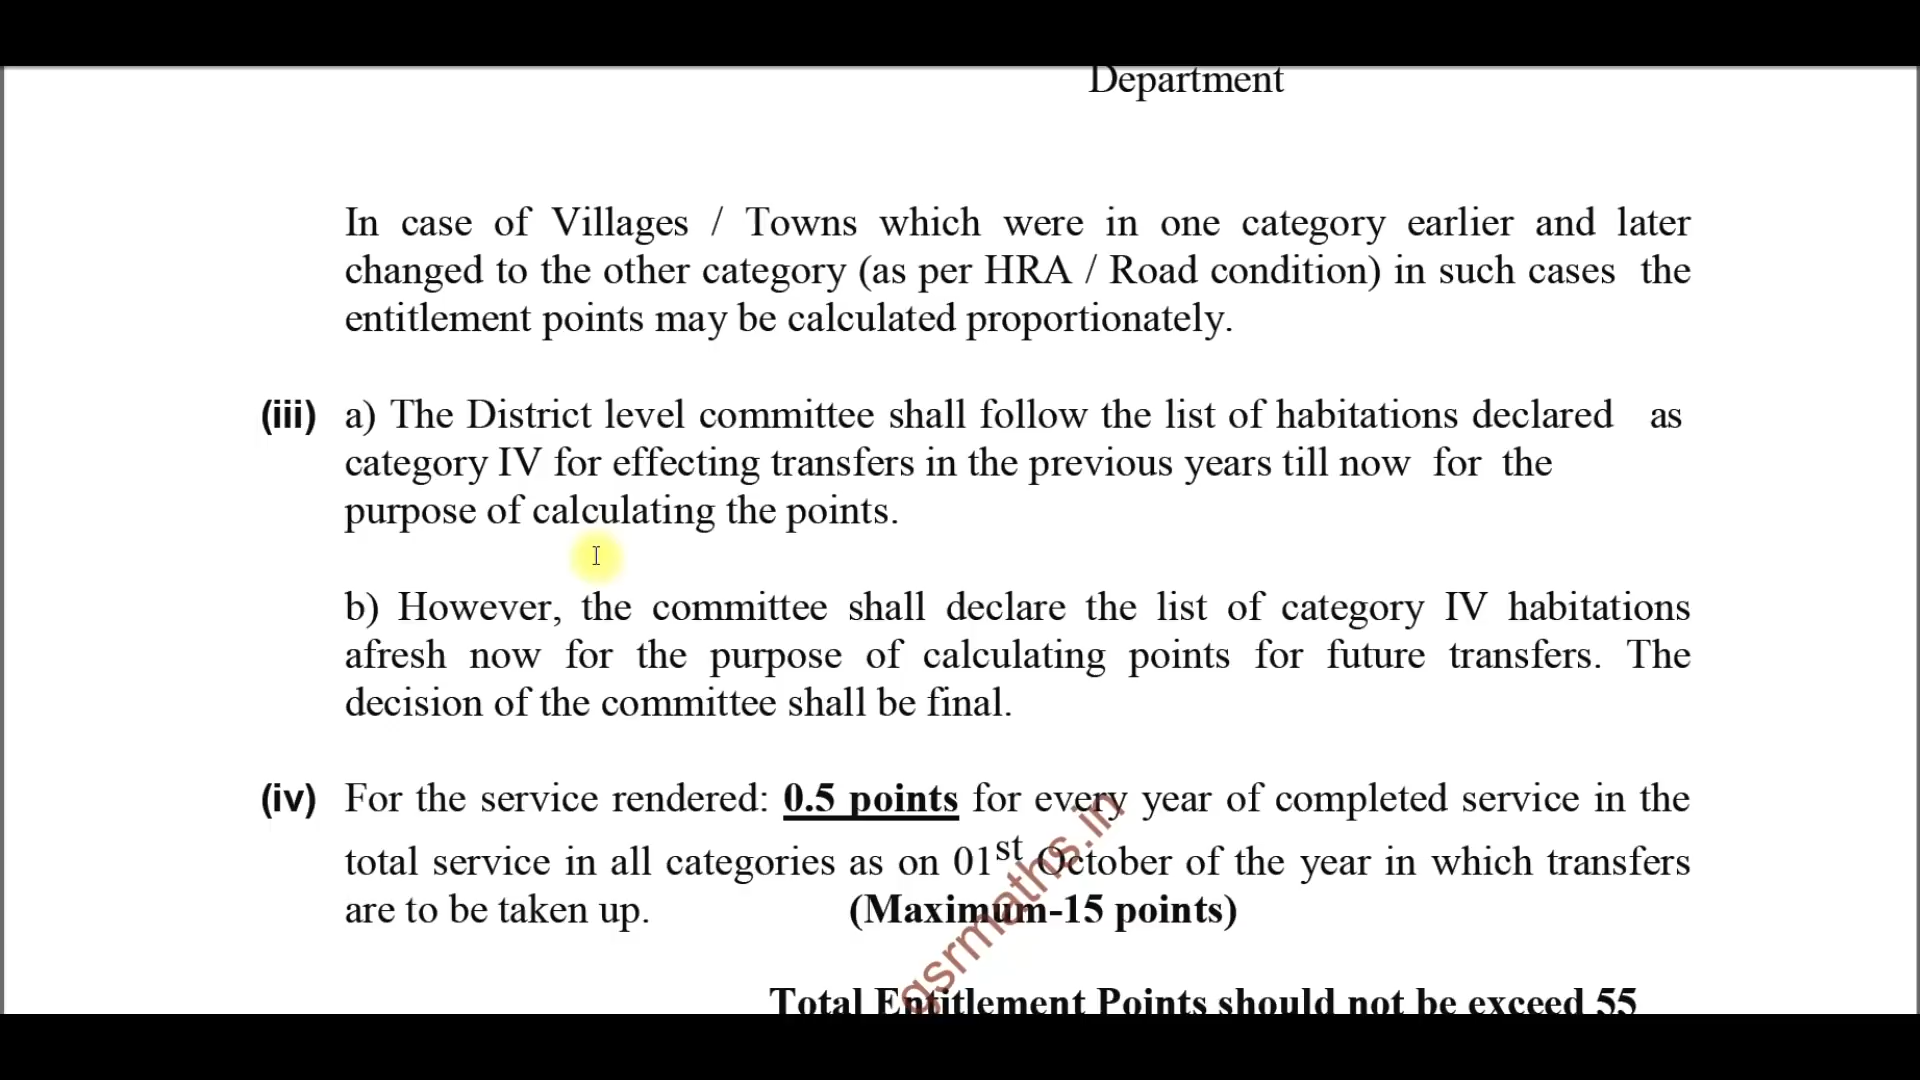 Department
In case of Villages / Towns which were in one category earlier and later
changed to the other category (as per HRA / Road condition) in such cases the
entitlement points may be calculated proportionately.
(iii) a) The District level committee shall follow the list of habitations declared as
category IV for effecting transfers in the previous years till now for the
purpose of calculating the points.
b) However, the committee shall declare the list of category IV habitations
afresh now for the purpose of calculating points for future transfers. The
decision of the committee shall be final.
(iv) For the service rendered: 0.5 points for every year of completed service in the
total service in all categories as on 01st October of the year in which transfers
are to be taken up. (Maximum-15 points)
gsrmaths.in
Total Entitlement Points should not be exceed 55